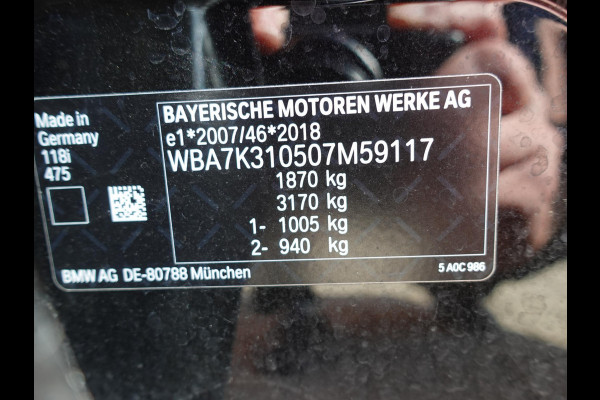 Made in
Germany
118i
475
BAYERISCHE MOTOREN WERKE AG
e1*2007/46*2018
WBA7K310507M59117
1870 kg
3170 kg
1- 1005 kg
2- 940 kg
BMW AG DE-80788 München
5 A0C 986